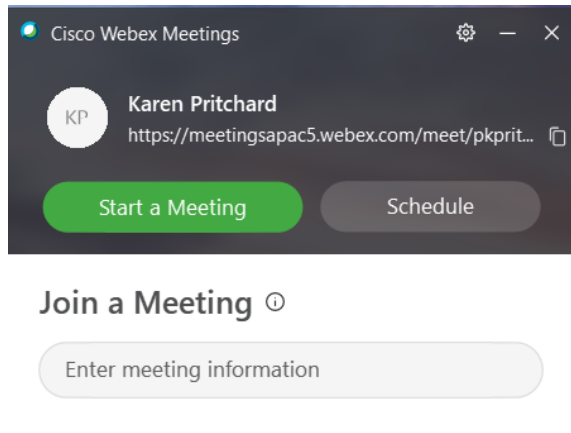 Cisco Webex Meetings
KP
Karen Pritchard
https://meetingsapac5.webex.com/meet/pkprit...
Start a Meeting
Schedule
Join a Meeting
Enter meeting information